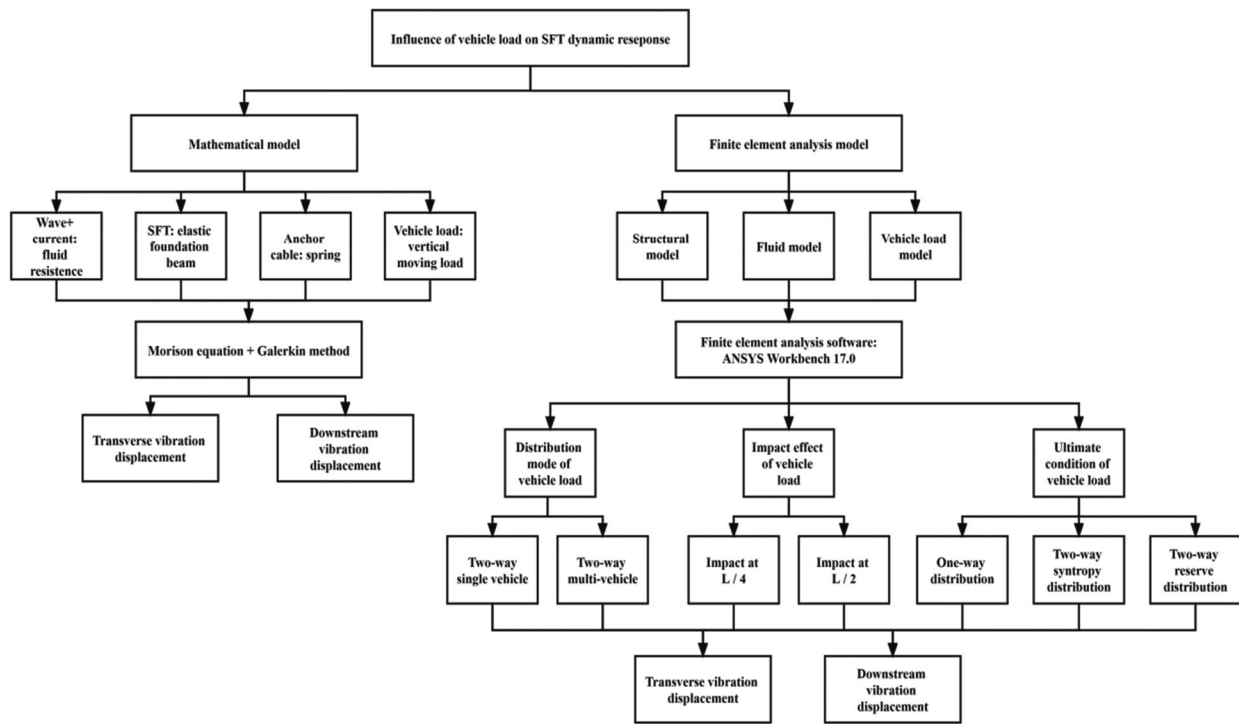 Influence of vehicle load on SFT dynamic reseponse
Mathematical model
Finite element analysis model
Wave+
current:
fluid
resistence
SFT: elastic
foundation
beam
Anchor
cable: spring
Vehicle load:
vertical
moving load
Structural
model
Fluid model
Vehicle load
model
Morison equation + Galerkin method
Finite element analysis software:
ANSYS Workbench 17.0
Transverse vibration
displacement
Downstream
vibration
displacement
Distribution
mode of
vehicle load
Impact effect
of vehicle
load
Ultimate
condition of
vehicle load
Two-way
single vehicle
Two-way
multi-vehicle
Impact at
L / 4
Impact at
L / 2
One-way
distribution
Two-way
syntropy
distribution
Two-way
reserve
distribution
Transverse vibration
displacement
Downstream
vibration
displacement